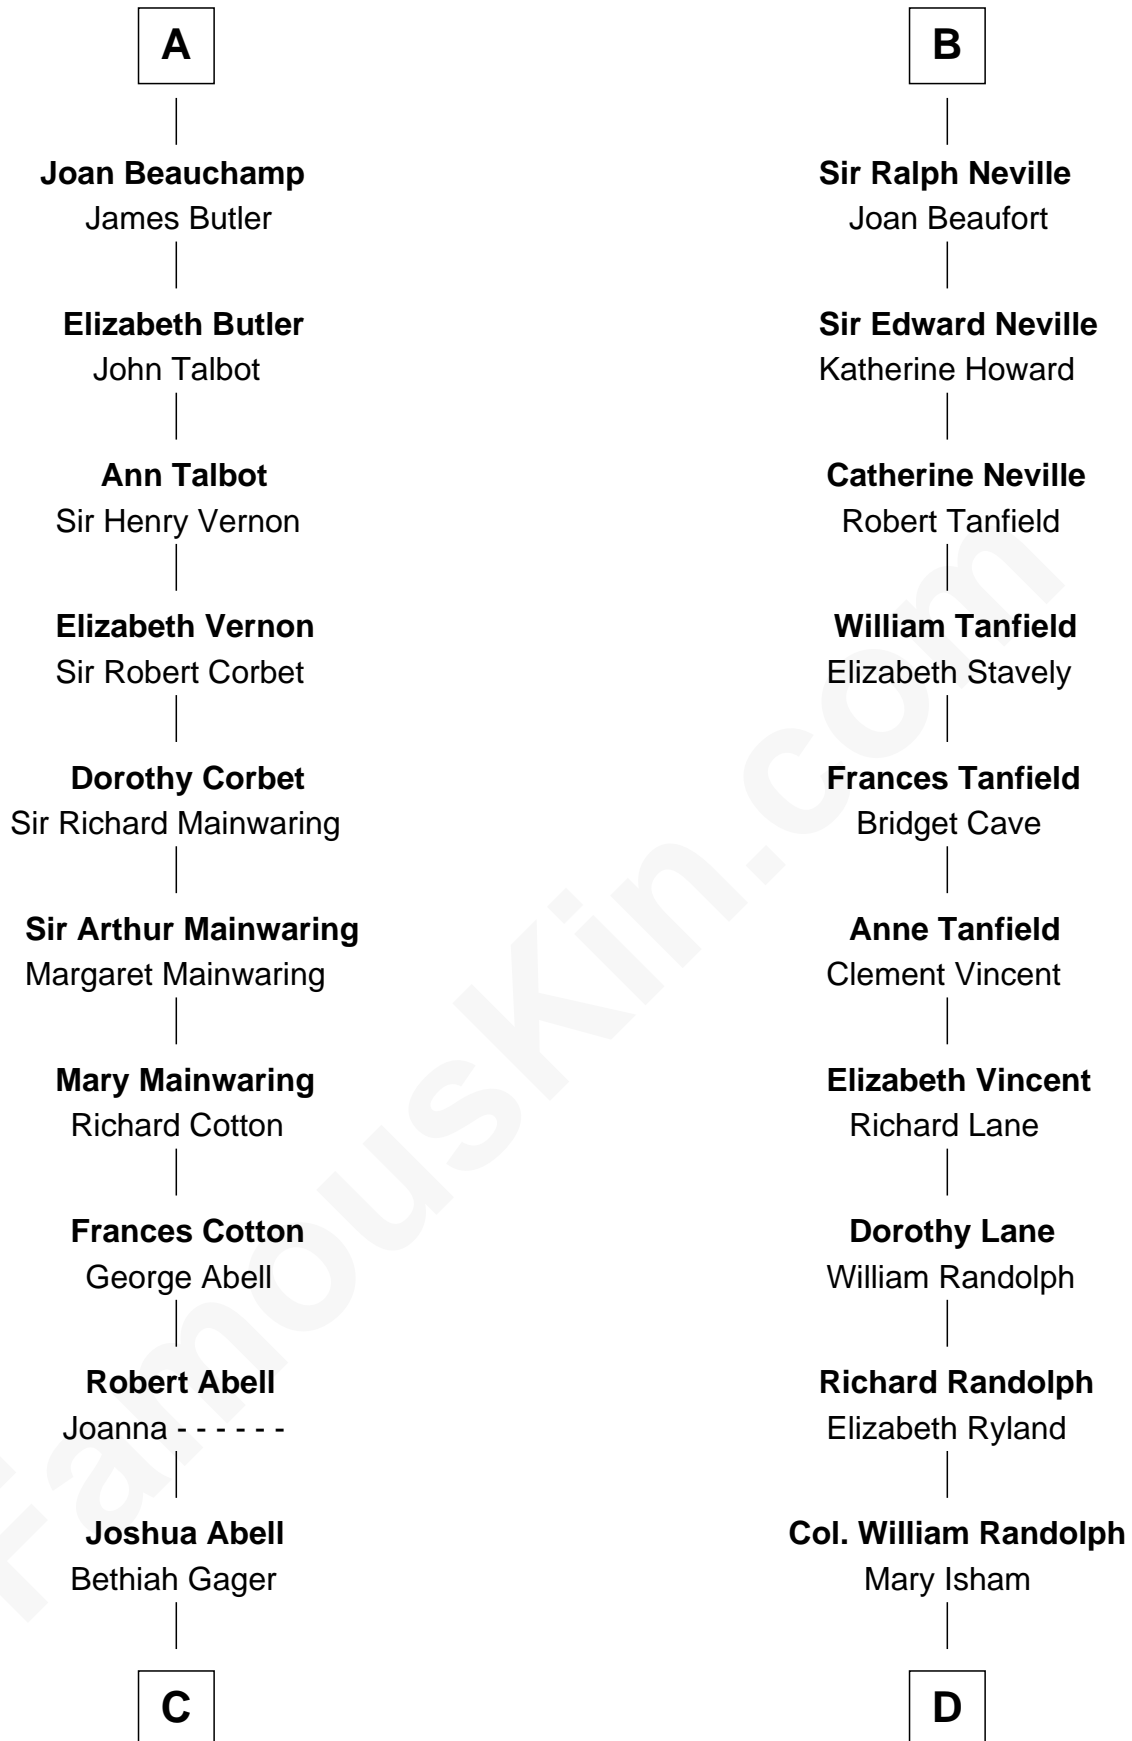 A
Joan Beauchamp
James Butler
Elizabeth Butler
John Talbot
Ann Talbot
Sir Henry Vernon
Elizabeth Vernon
Sir Robert Corbet
Dorothy Corbet
Sir Richard Mainwaring
Sir Arthur Mainwaring
Margaret Mainwaring
Mary Mainwaring
Richard Cotton
Frances Cotton
George Abell
Robert Abell
Joanna - - - - - -
Joshua Abell
Bethiah Gager
C
B
Sir Ralph Neville
Joan Beaufort
Sir Edward Neville
Katherine Howard
Catherine Neville
Robert Tanfield
William Tanfield
Elizabeth Stavely
Frances Tanfield
Bridget Cave
Anne Tanfield
Clement Vincent
Elizabeth Vincent
Richard Lane
Dorothy Lane
William Randolph
Richard Randolph
Elizabeth Ryland
Col. William Randolph
Mary Isham
D
FamousKin.com